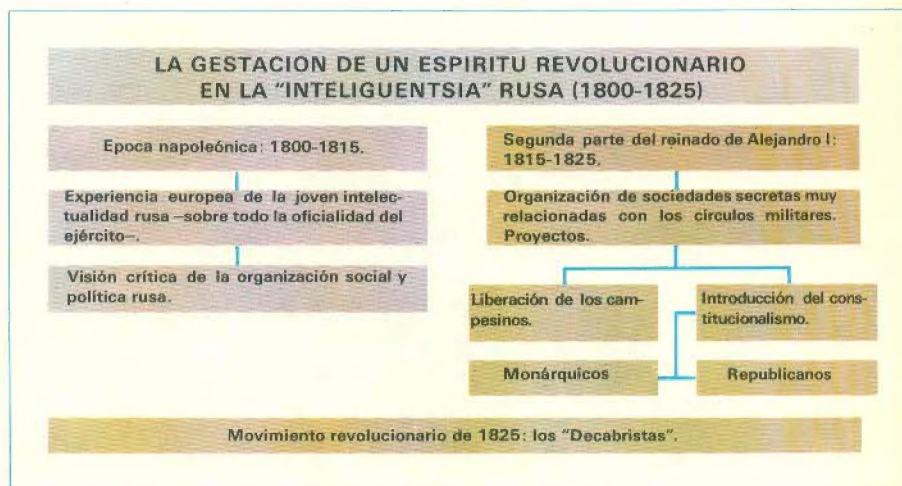 LA GESTACION DE UN ESPIRITU REVOLUCIONARIO
EN LA "INTELIGUENTSIA" RUSA (1800-1825)
Epoca napoleónica: 1800-1815.
Experiencia europea de la joven intelec-
tualidad rusa –sobre todo la oficialidad del
ejército–.
Visión crítica de la organización social y
política rusa.
Segunda parte del reinado de Alejandro I:
1815-1825.
Organización de sociedades secretas muy
relacionadas con los círculos militares.
Proyectos.
Liberación de los cam-
pesinos.
Introducción del cons-
titucionalismo.
Monárquicos
Republicanos
Movimiento revolucionario de 1825: los "Decabristas".